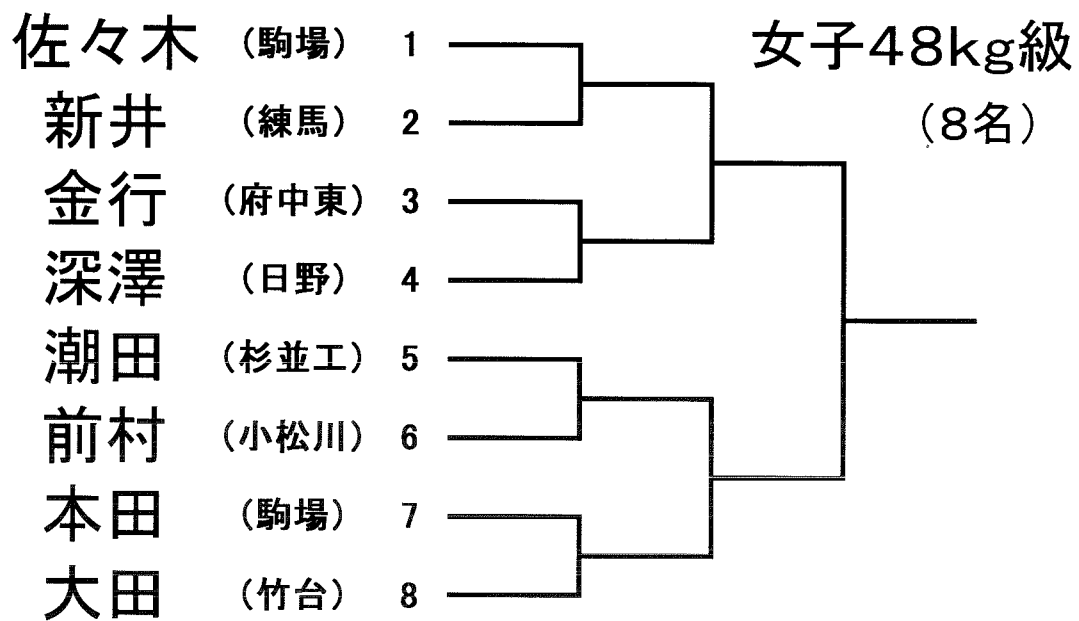 佐々木 (駒場) 1
女子48kg級
新井 (練馬) 2
(8名)
金行 (府中東) 3
深澤 (日野) 4
潮田 (杉並工) 5
前村 (小松川) 6
本田 (駒場) 7
大田 (竹台) 8